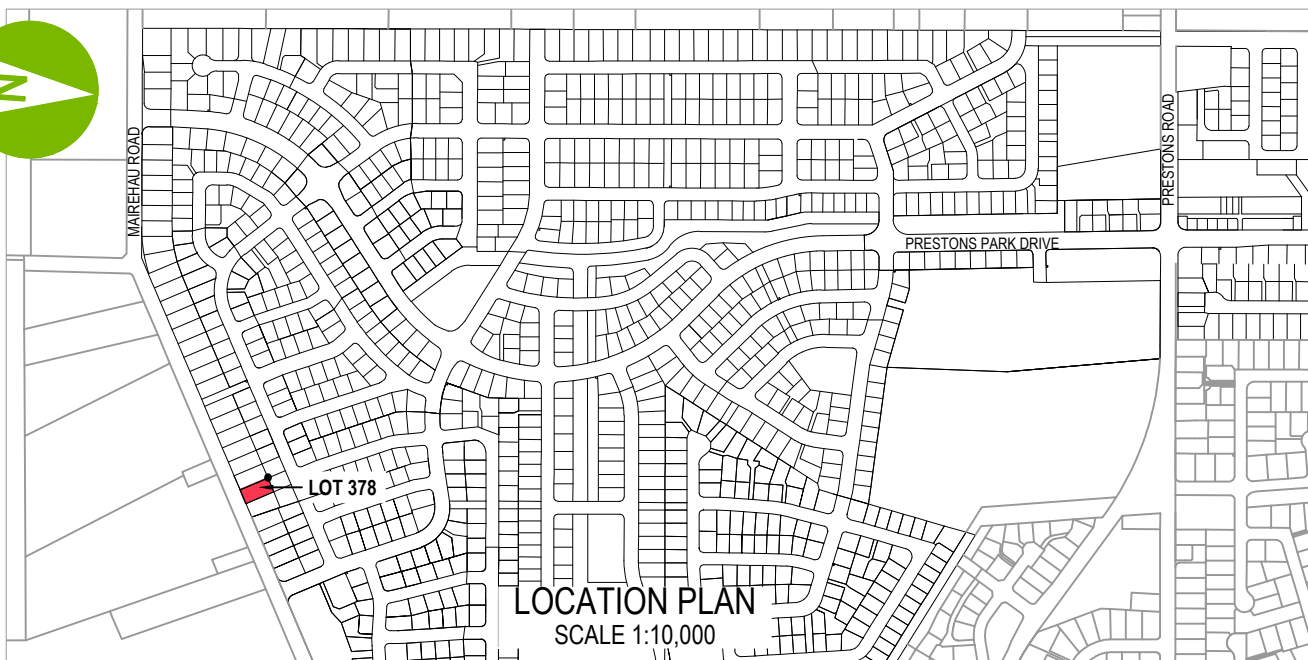 N
MAIREHAU ROAD
PRESTONS ROAD
PRESTONS PARK DRIVE
LOT 378
LOCATION PLAN
SCALE 1:10,000